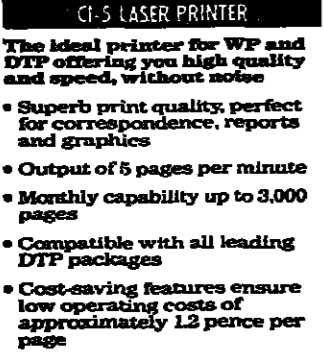 CI-5 LASER PRINTER
The ideal printer for WP and
DTP offering you high quality
and speed, without noise
• Superb print quality, perfect
for correspondence, reports
and graphics
• Output of 5 pages per minute
• Monthly capability up to 3,000
pages
• Compatible with all leading
DTP packages
• Cost-saving features ensure
low operating costs of
approximately 1.2 pence per
page